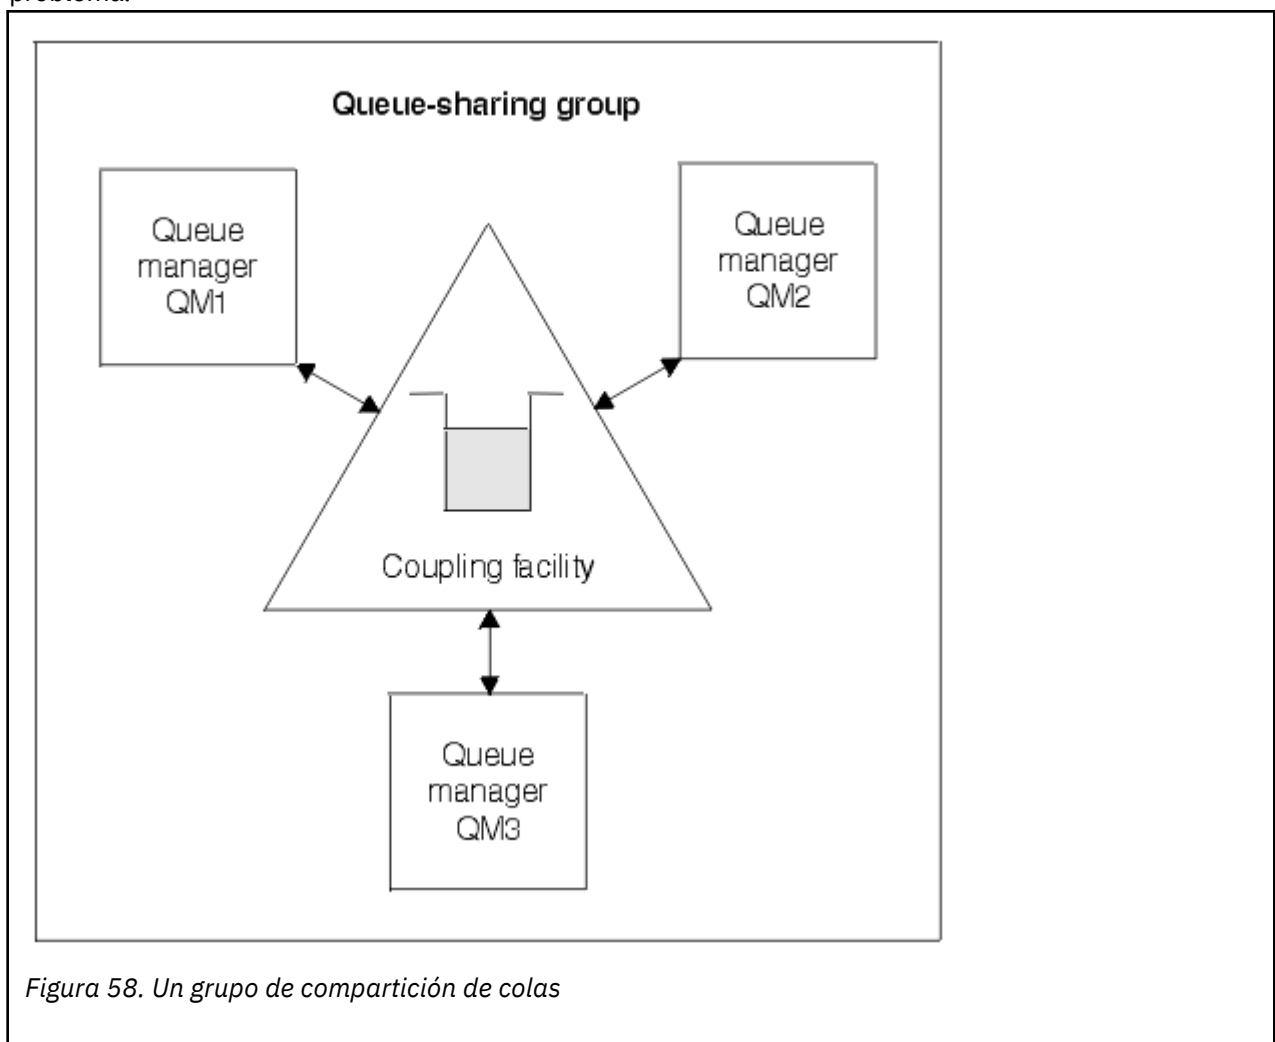 problema.
Queue-sharing group
Queue
manager
QM1
Queue
manager
QM2
Coupling facility
Queue
manager
QM3
Figura 58. Un grupo de compartición de colas